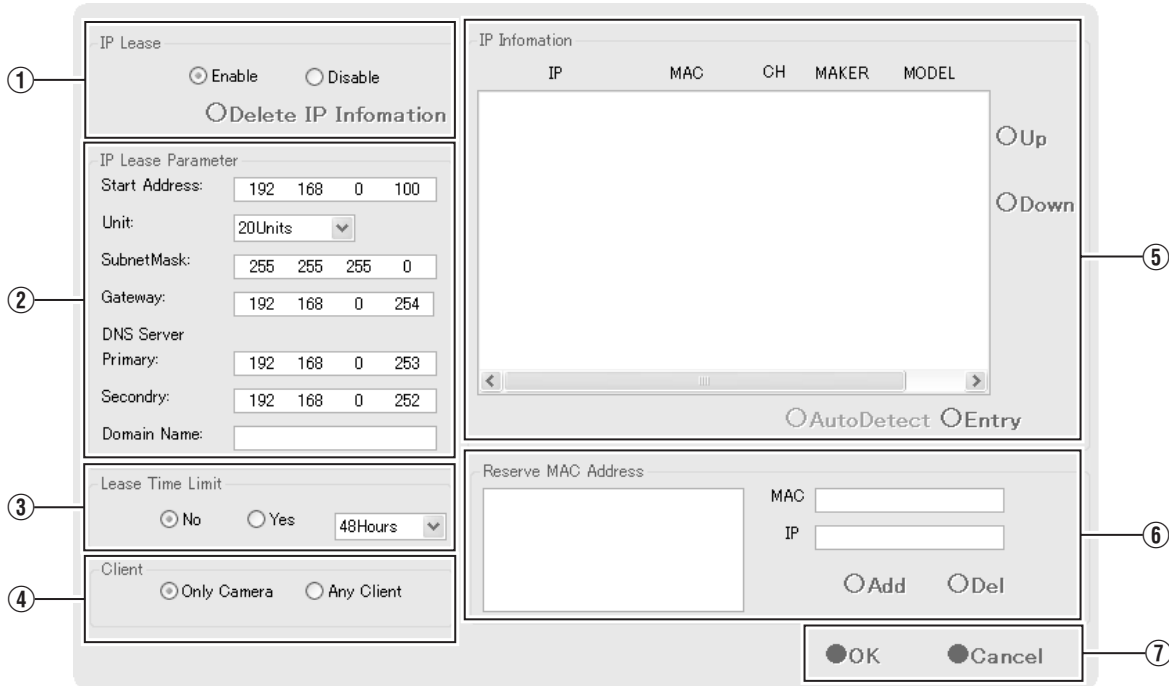 ①
IP Lease
Enable Disable
Delete IP Infomation
②
IP Lease Parameter
Start Address: 192 168 0 100
Unit: 20Units
SubnetMask: 255 255 255 0
Gateway: 192 168 0 254
DNS Server
Primary: 192 168 0 253
Secondry: 192 168 0 252
Domain Name:
③
Lease Time Limit
No Yes 48Hours
④
Client
Only Camera Any Client
IP Infomation
IP MAC CH MAKER MODEL
Up
Down
⑤
AutoDetect Entry
Reserve MAC Address
MAC
IP
⑥
Add Del
OK Cancel
⑦